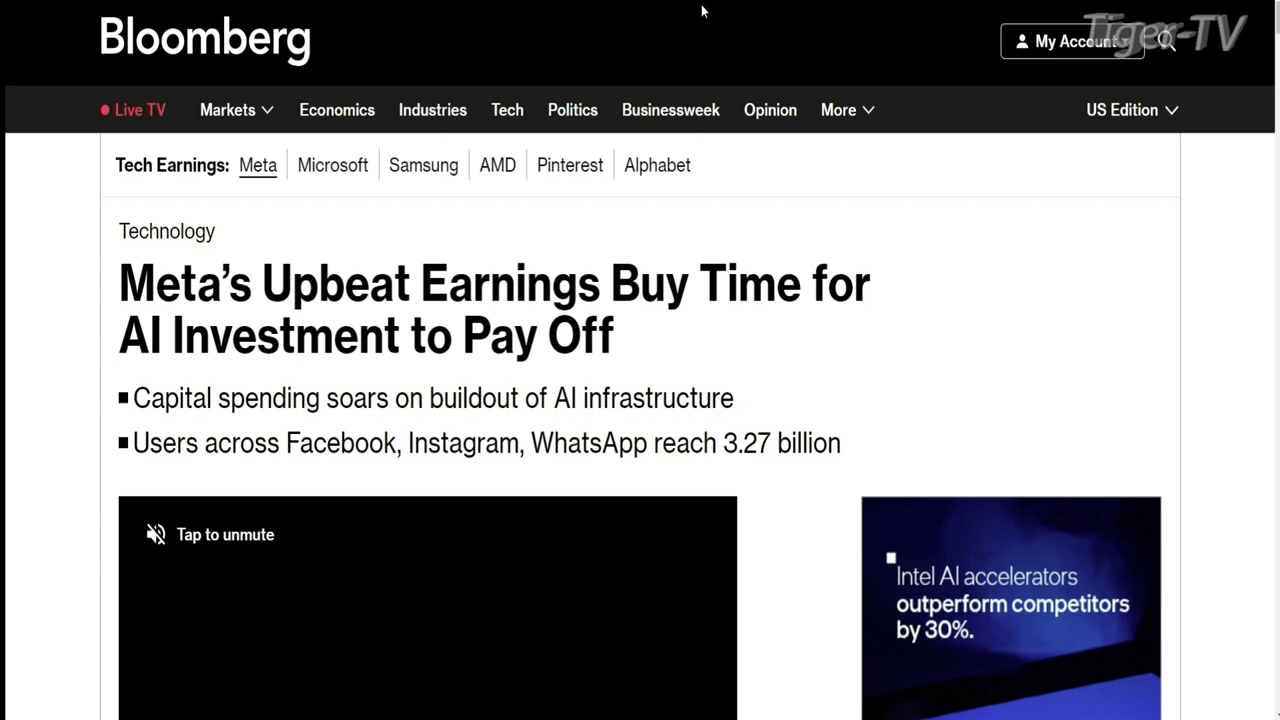 Bloomberg
My Account
Tiger-TV
Live TV
Markets
Economics
Industries
Tech
Politics
Businessweek
Opinion
More
US Edition
Tech Earnings:
Meta
Microsoft
Samsung
AMD
Pinterest
Alphabet
Technology
Meta’s Upbeat Earnings Buy Time for
AI Investment to Pay Off
Capital spending soars on buildout of AI infrastructure
Users across Facebook, Instagram, WhatsApp reach 3.27 billion
Tap to unmute
Intel AI accelerators
outperform competitors
by 30%.